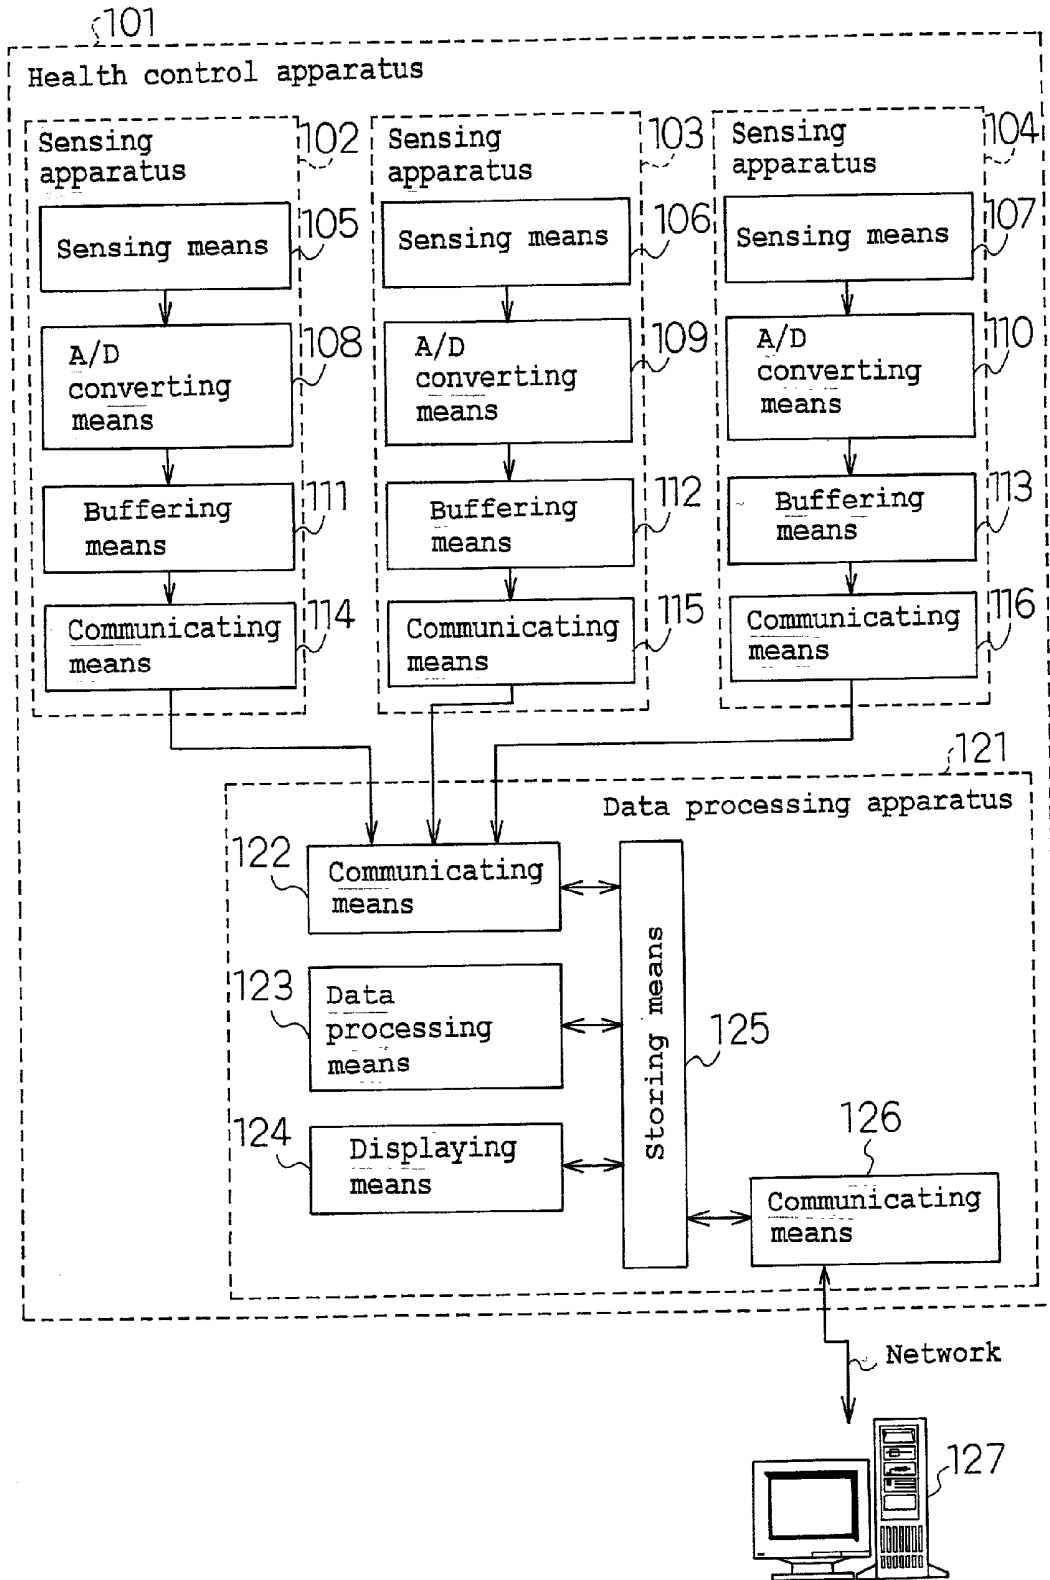 101
Health control apparatus
Sensing
apparatus
102
Sensing means
105
A/D
converting
means
108
Buffering
means
111
Communicating
means
114
Sensing
apparatus
103
Sensing means
106
A/D
converting
means
109
Buffering
means
112
Communicating
means
115
Sensing
apparatus
104
Sensing means
107
A/D
converting
means
110
Buffering
means
113
Communicating
means
116
121
Data processing apparatus
122
Communicating
means
123
Data
processing
means
124
Displaying
means
Storing means
125
126
Communicating
means
Network
127